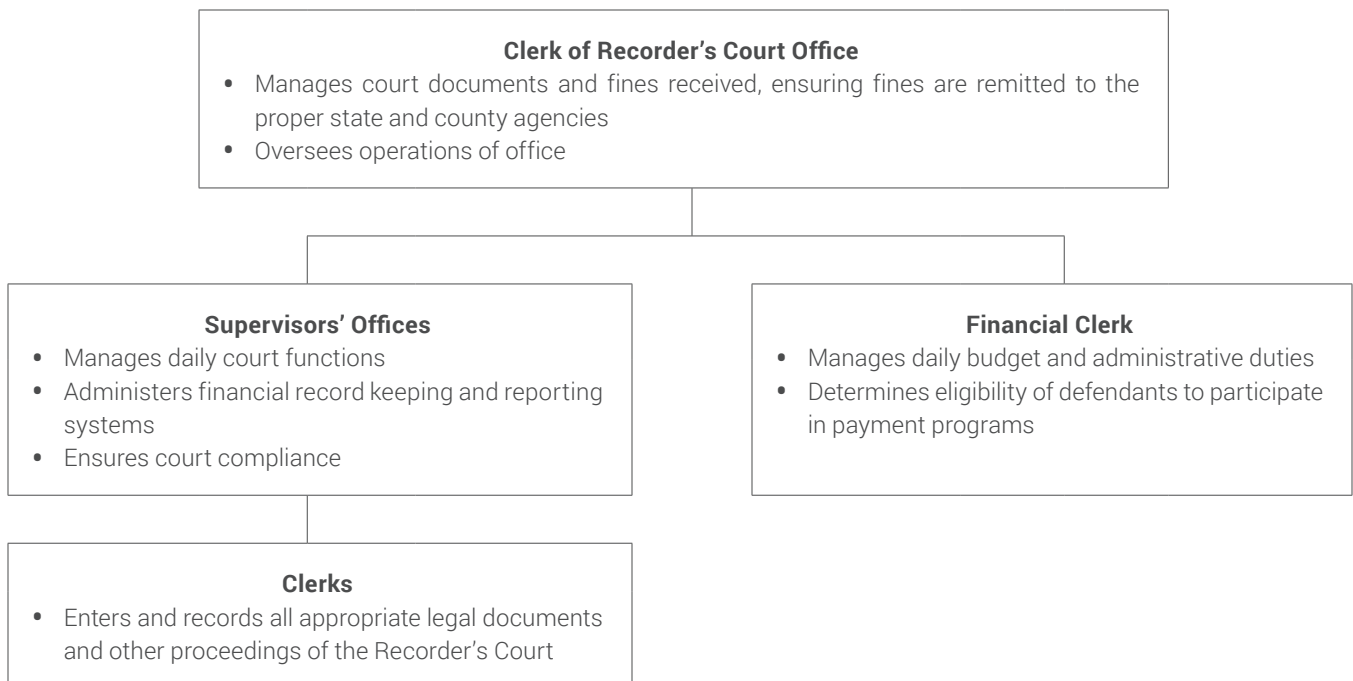 Clerk of Recorder’s Court Office
• Manages court documents and fines received, ensuring fines are remitted to the
proper state and county agencies
• Oversees operations of office
Supervisors’ Offices
• Manages daily court functions
• Administers financial record keeping and reporting
systems
• Ensures court compliance
Financial Clerk
• Manages daily budget and administrative duties
• Determines eligibility of defendants to participate
in payment programs
Clerks
• Enters and records all appropriate legal documents
and other proceedings of the Recorder’s Court